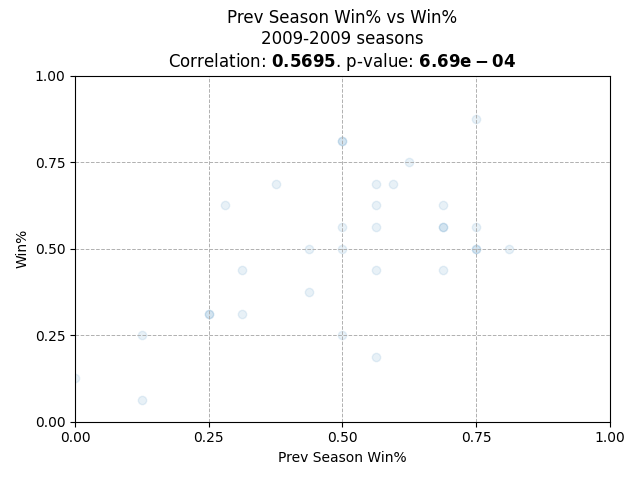 Prev Season Win% vs Win%
2009-2009 seasons
Correlation: 0.5695. p-value: 6.69e − 04
1.00
0.75
0.50
0.25
0.00
Win%
0.00 0.25 0.50 0.75 1.00
Prev Season Win%